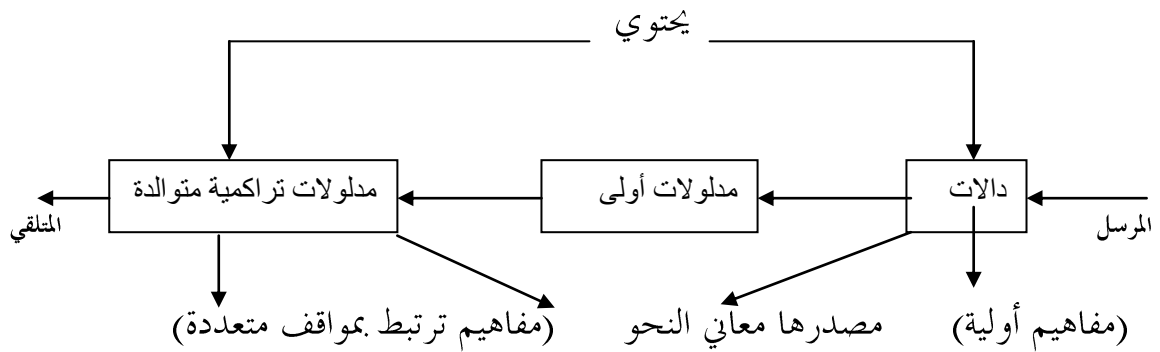 يحتوي
دالات
مدلولات أولى
مدلولات تراكمية متوالدة
المرسل
المتلقي
(مفاهيم أولية)
مصدرها معاني النحو
(مفاهيم ترتبط بمواقف متعددة)